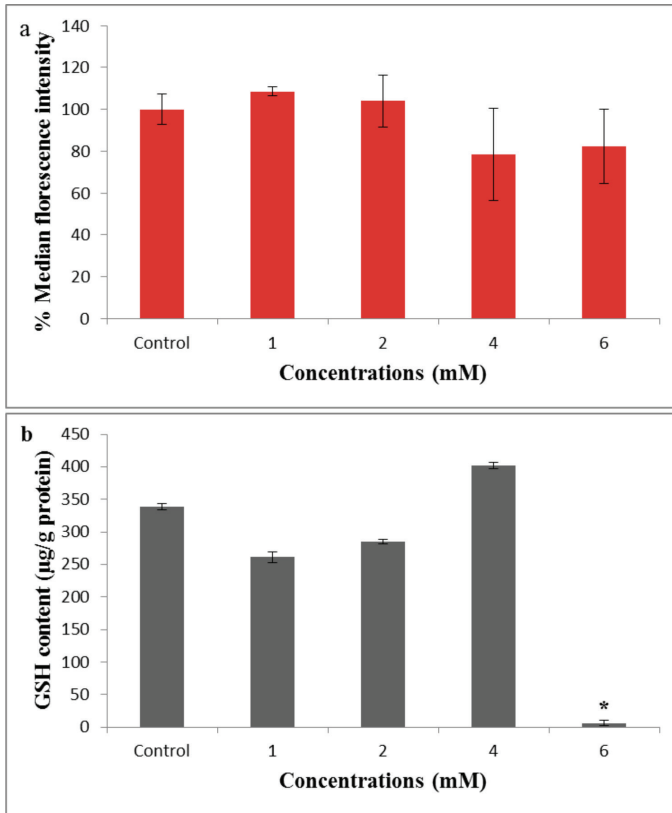 a
% Median florescence intensity
140
120
100
80
60
40
20
0
Control 1 2 4 6
Concentrations (mM)
b
GSH content (µg/g protein)
450
400
350
300
250
200
150
100
50
0
*
Control 1 2 4 6
Concentrations (mM)